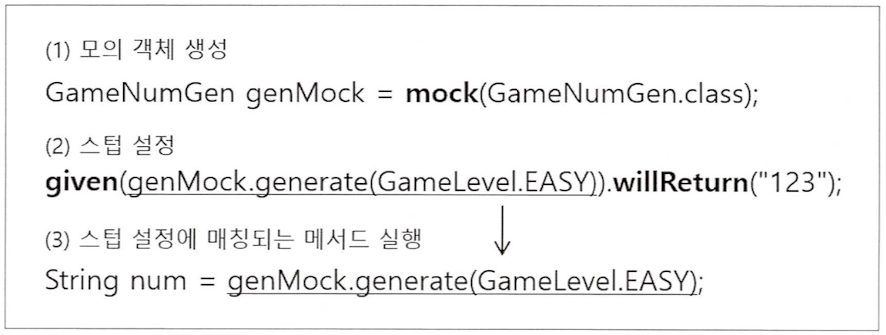 (1) 모의 객체 생성
GameNumGen genMock = mock(GameNumGen.class);
(2) 스텁 설정
given(genMock.generate(GameLevel.EASY)).willReturn("123");
(3) 스텁 설정에 매칭되는 메서드 실행
String num = genMock.generate(GameLevel.EASY);